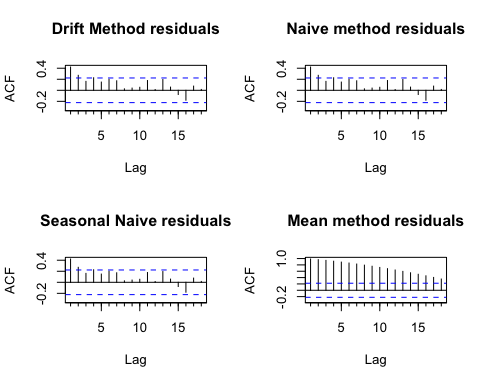 Drift Method residuals
ACF
0.4
-0.2
5 10 15
Lag
Naive method residuals
ACF
0.4
-0.2
5 10 15
Lag
Seasonal Naive residuals
ACF
0.4
-0.2
5 10 15
Lag
Mean method residuals
ACF
1.0
-0.2
5 10 15
Lag